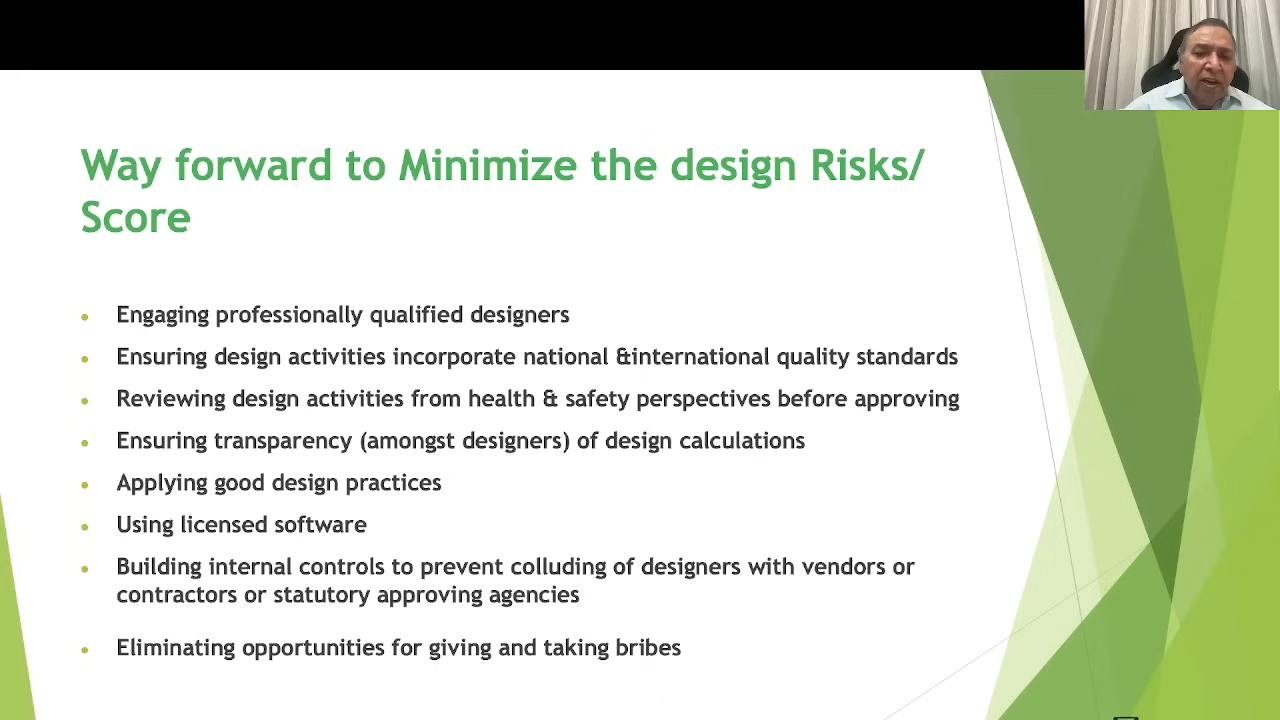 Way forward to Minimize the design Risks/
Score
• Engaging professionally qualified designers
• Ensuring design activities incorporate national &international quality standards
• Reviewing design activities from health & safety perspectives before approving
• Ensuring transparency (amongst designers) of design calculations
• Applying good design practices
• Using licensed software
• Building internal controls to prevent colluding of designers with vendors or
contractors or statutory approving agencies
• Eliminating opportunities for giving and taking bribes